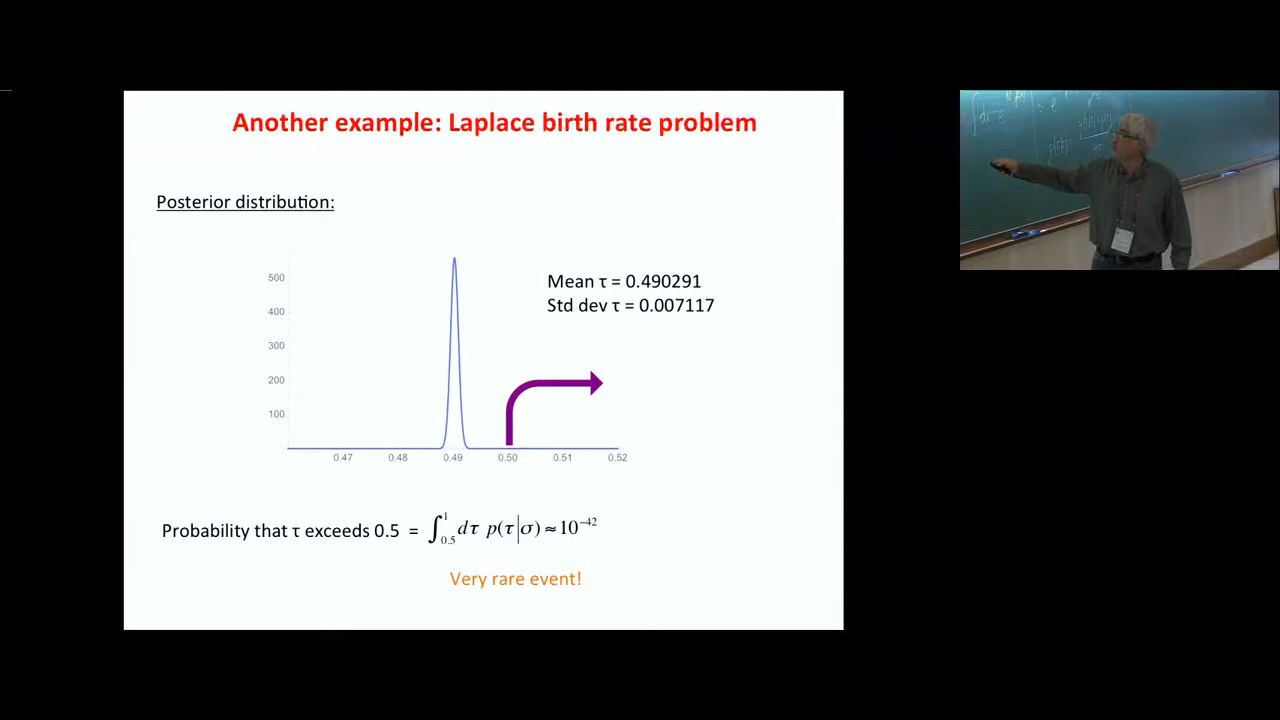 Another example: Laplace birth rate problem
Posterior distribution:
500
400
300
200
100
0.47 0.48 0.49 0.50 0.51 0.52
Mean τ = 0.490291
Std dev τ = 0.007117
Probability that τ exceeds 0.5 = ∫_{0.5}^{1} dτ p(τ|σ) ≈ 10^{-42}
Very rare event!